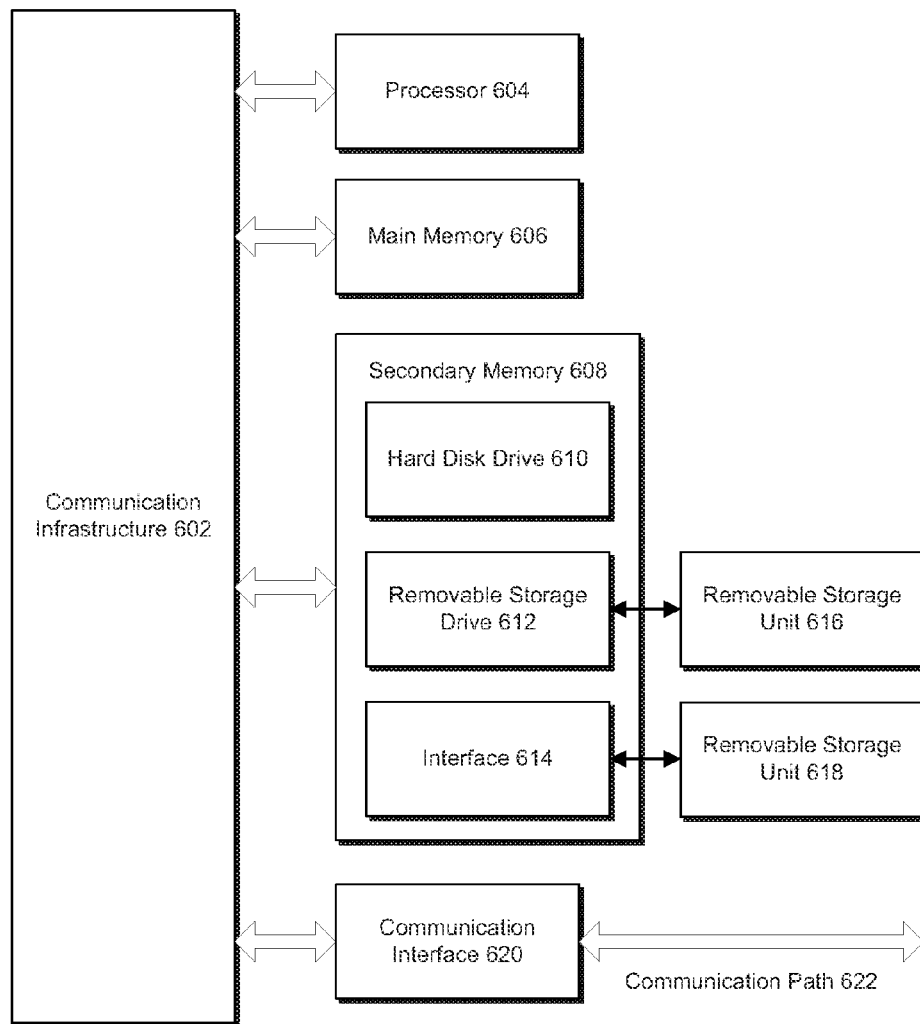 Processor 604
Main Memory 606
Secondary Memory 608
Hard Disk Drive 610
Communication
Infrastructure 602
Removable Storage
Drive 612
Removable Storage
Unit 616
Interface 614
Removable Storage
Unit 618
Communication
Interface 620
Communication Path 622